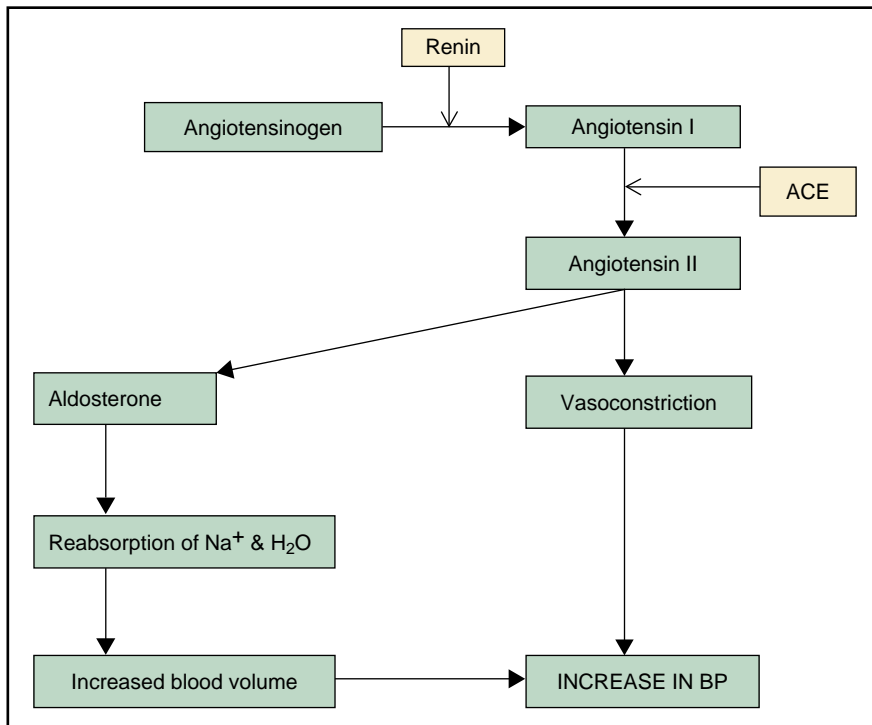 Renin
Angiotensinogen
Angiotensin I
ACE
Angiotensin II
Aldosterone
Vasoconstriction
Reabsorption of Na⁺ & H₂O
Increased blood volume
INCREASE IN BP